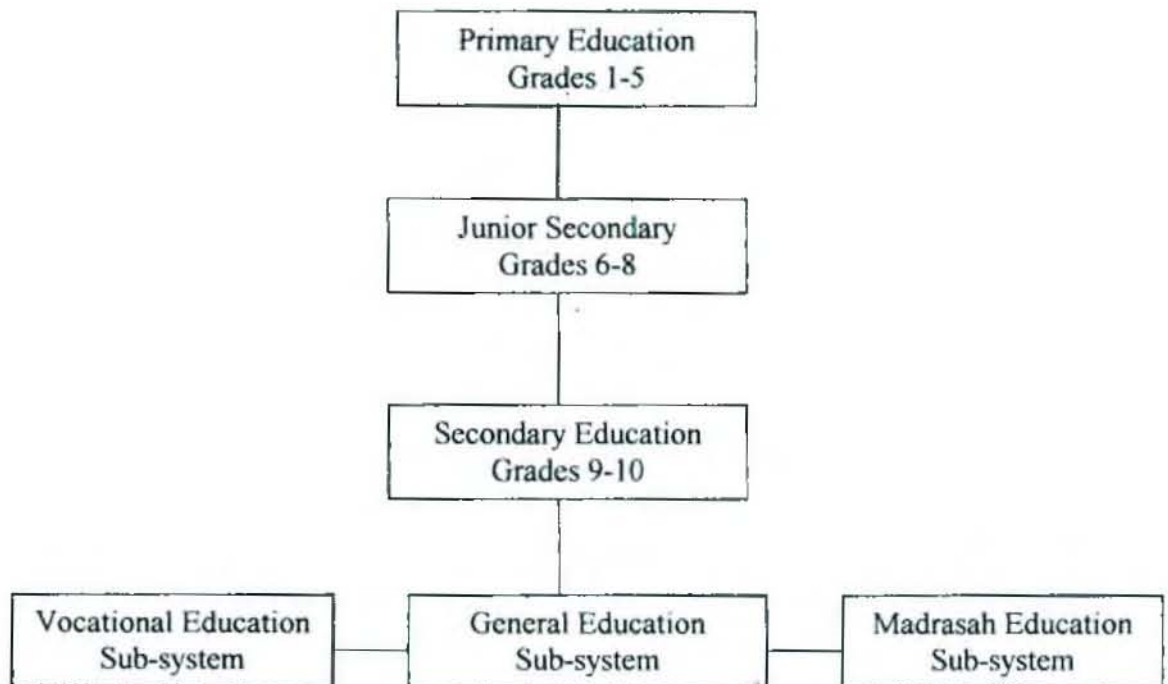 Primary Education
Grades 1-5
Junior Secondary
Grades 6-8
Secondary Education
Grades 9-10
Vocational Education
Sub-system
General Education
Sub-system
Madrasah Education
Sub-system